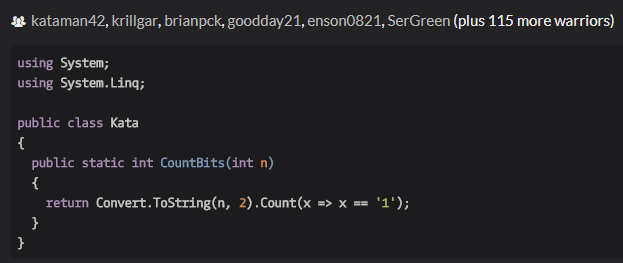 kataman42, krillgar, brianpck, goodday21, enson0821, SerGreen (plus 115 more warriors)
using System;
using System.Linq;
public class Kata
{
  public static int CountBits(int n)
  {
    return Convert.ToString(n, 2).Count(x => x == '1');
  }
}